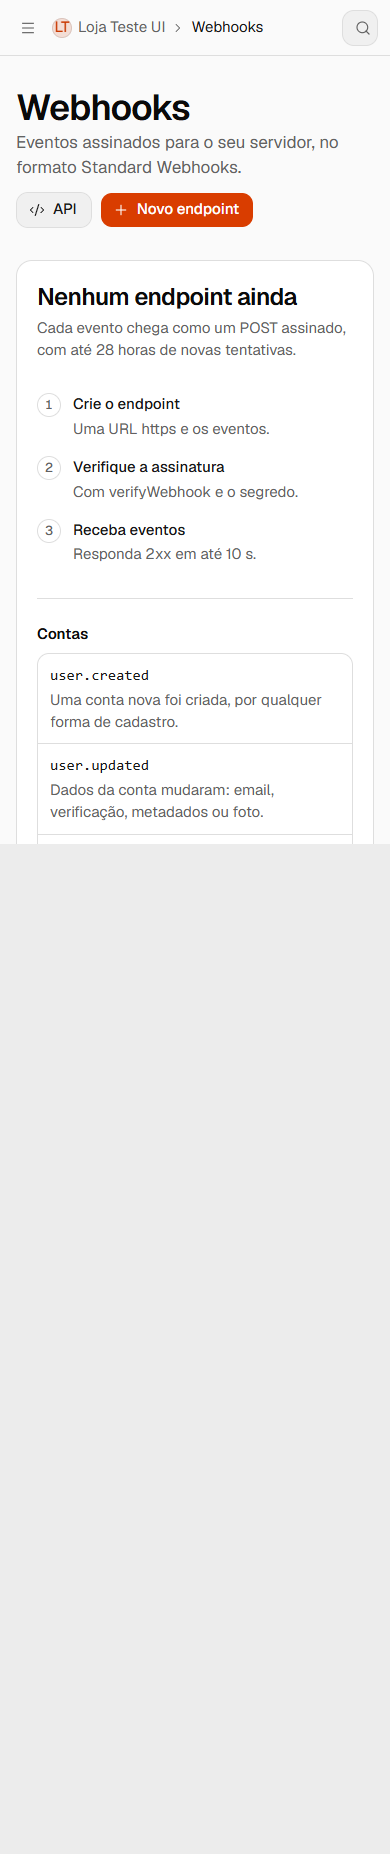 LT Loja Teste UI > Webhooks
Webhooks
Eventos assinados para o seu servidor, no
formato Standard Webhooks.
</> API
+ Novo endpoint
Nenhum endpoint ainda
Cada evento chega como um POST assinado,
com até 28 horas de novas tentativas.
1 Crie o endpoint
Uma URL https e os eventos.
2 Verifique a assinatura
Com verifyWebhook e o segredo.
3 Receba eventos
Responda 2xx em até 10 s.
Contas
user.created
Uma conta nova foi criada, por qualquer
forma de cadastro.
user.updated
Dados da conta mudaram: email,
verificação, metadados ou foto.